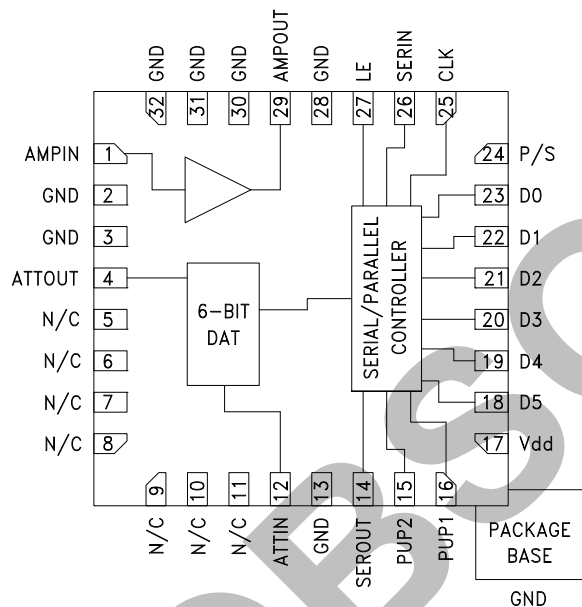 GND
GND
GND
AMPOUT
GND
LE
SERIN
CLK
32
31
30
29
28
27
26
25
AMPIN 1
GND 2
GND 3
ATTOUT 4
N/C 5
N/C 6
N/C 7
N/C 8
6-BIT
DAT
SERIAL/PARALLEL
CONTROLLER
24 P/S
23 D0
22 D1
21 D2
20 D3
19 D4
18 D5
17 Vdd
9
10
11
12
13
14
15
16
N/C
N/C
N/C
ATTIN
GND
SEROUT
PUP2
PUP1
PACKAGE
BASE
GND
OBSO